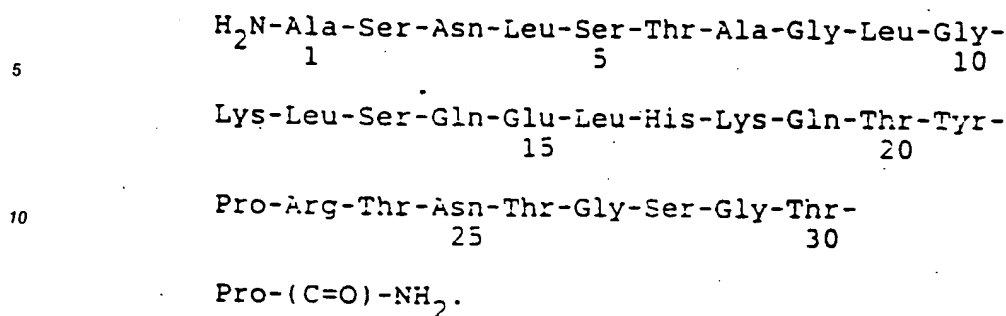 H₂N-Ala-Ser-Asn-Leu-Ser-Thr-Ala-Gly-Leu-Gly-
1 5 10
5
Lys-Leu-Ser-Gln-Glu-Leu-His-Lys-Gln-Thr-Tyr-
15 20
Pro-Arg-Thr-Asn-Thr-Gly-Ser-Gly-Thr-
10
25 30
Pro-(C=O)-NH₂.